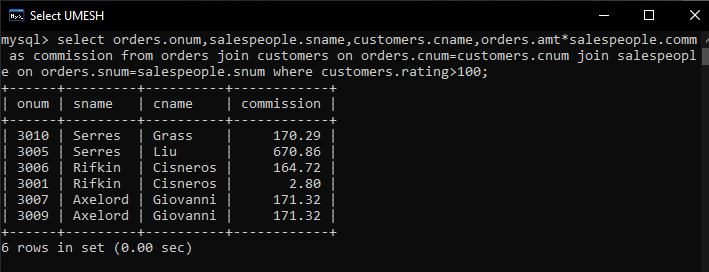 Select UMESH
mysql> select orders.onum,salespeople.sname,customers.cname,orders.amt*salespeople.comm
 as commission from orders join customers on orders.cnum=customers.cnum join salespeopl
e on orders.snum=salespeople.snum where customers.rating>100;
+------+---------+----------+------------+
| onum | sname   | cname    | commission |
+------+---------+----------+------------+
| 3010 | Serres  | Grass    |     170.29 |
| 3005 | Serres  | Liu      |     670.86 |
| 3006 | Rifkin  | Cisneros |     164.72 |
| 3001 | Rifkin  | Cisneros |       2.80 |
| 3007 | Axelord | Giovanni |     171.32 |
| 3009 | Axelord | Giovanni |     171.32 |
+------+---------+----------+------------+
6 rows in set (0.00 sec)